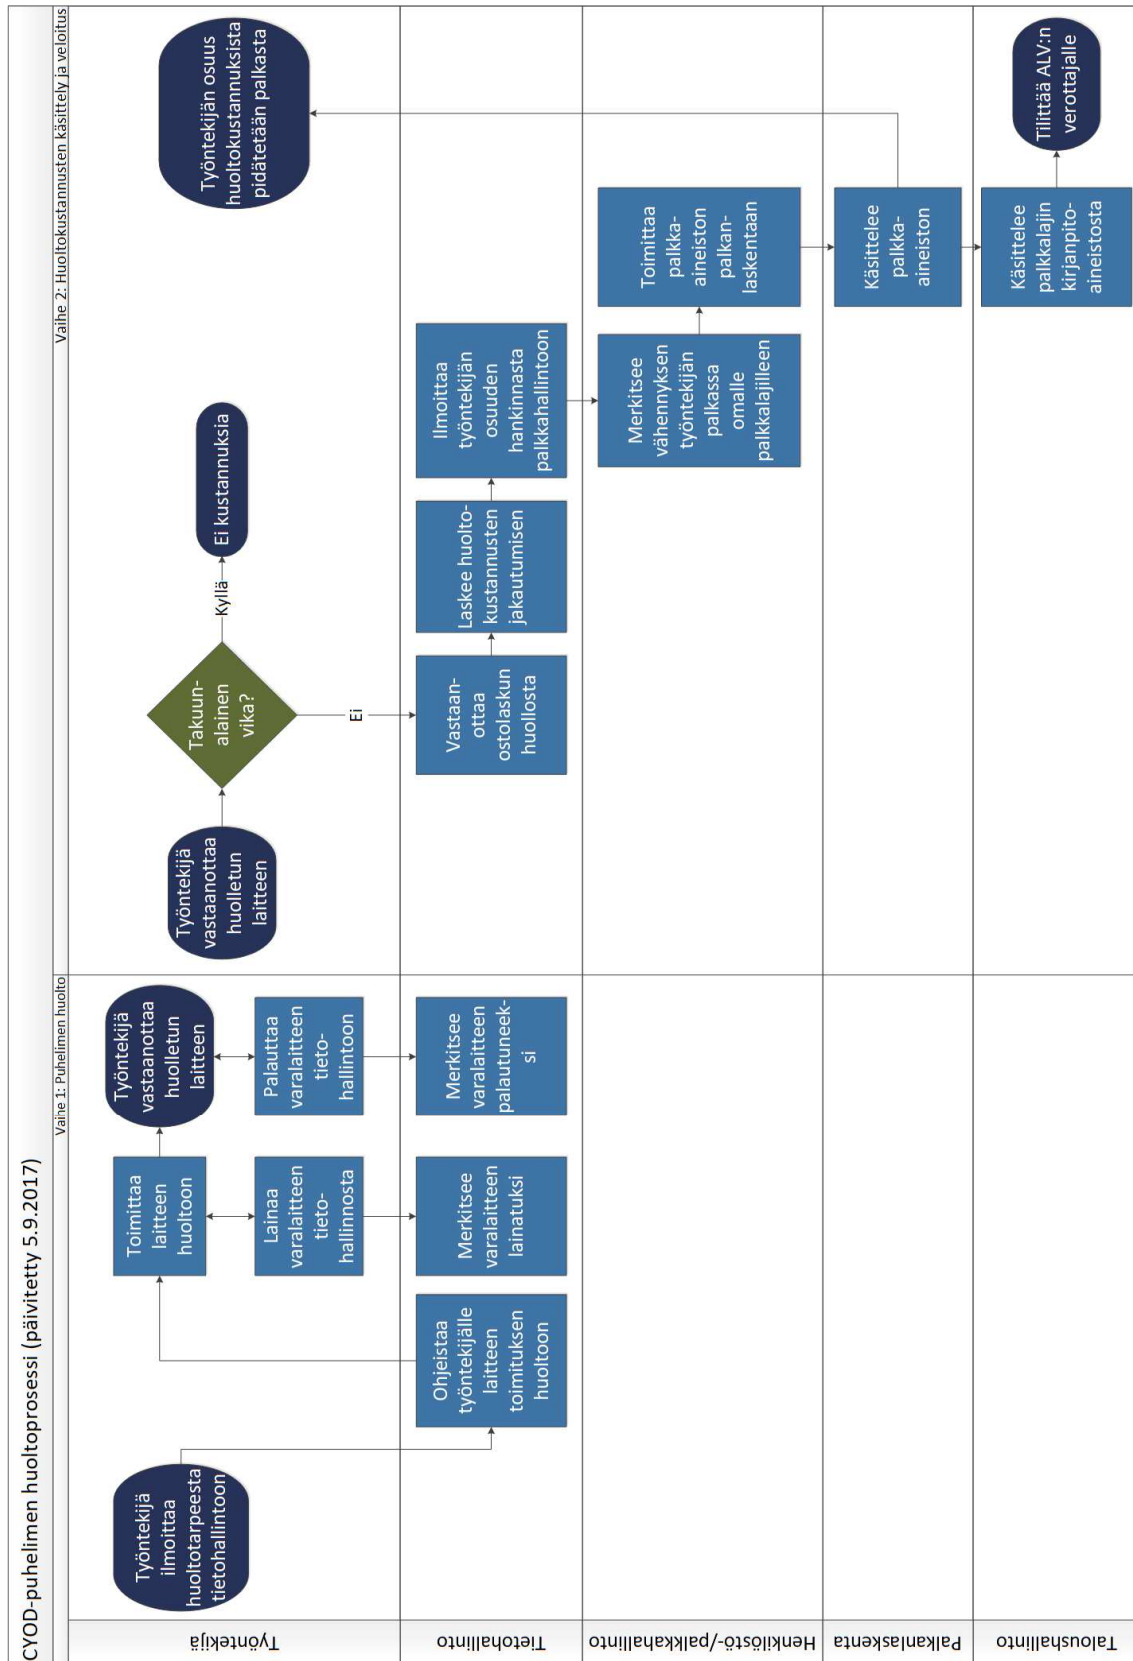 CYOD-puhelimen huoltoprosessi (päivitetty 5.9.2017)
Vaihe 1: Puhelimen huolto
Vaihe 2: Huoltokustannusten käsittely ja veloitus
Työntekijä
Työntekijä
ilmoittaa
huoltotarpeesta
tietohallintoon
Toimittaa
laitteen
huoltoon
Työntekijä
vastaanottaa
huolletun
laitteen
Lainaa
varalaitteen
tieto-
hallinnosta
Palauttaa
varalaitteen
tieto-
hallintoon
Työntekijä
vastaanottaa
huolletun
laitteen
Takuun-
alainen
vika?
Kyllä
Ei kustannuksia
Ei
Työntekijän osuus
huoltokustannuksista
pidätetään palkasta
Tietohallinto
Ohjeistaa
työntekijälle
laitteen
toimituksen
huoltoon
Merkitsee
varalaitteen
lainatuksi
Merkitsee
varalaitteen
palautuneek-
si
Vastaan-
ottaa
ostolaskun
huollosta
Laskee huolto-
kustannusten
jakautumisen
Ilmoittaa
työntekijän
osuuden
hankinnasta
palkkahallintoon
Henkiilöstö-/palkkahallinto
Merkitsee
vähennyksen
työntekijän
palkassa
omalle
palkkalajilleen
Toimittaa
palkka-
aineiston
palkan-
laskentaan
Palkanlaskenta
Käsittelee
palkka-
aineiston
Taloushallinto
Käsittelee
palkkalajin
kirjanpito-
aineistosta
Tilittää ALV:n
verottajalle